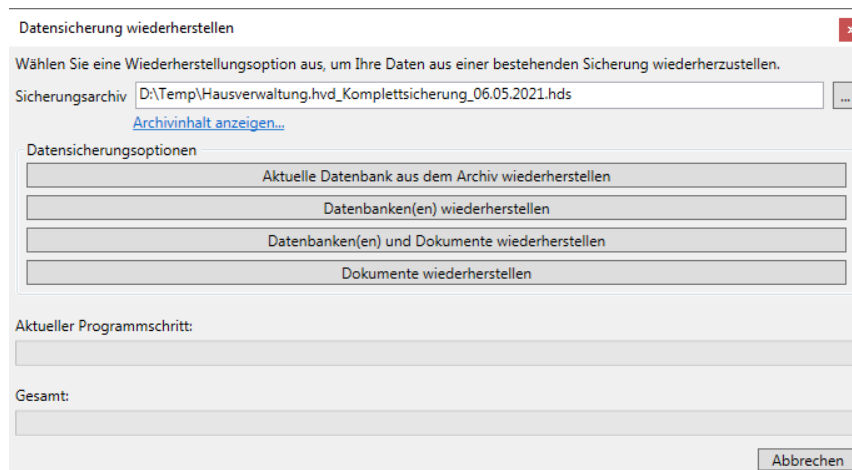 Datensicherung wiederherstellen
Wählen Sie eine Wiederherstellungsoption aus, um Ihre Daten aus einer bestehenden Sicherung wiederherzustellen.
Sicherungsarchiv D:\Temp\Hausverwaltung.hvd_Komplettsicherung_06.05.2021.hds ...
Archivinhalt anzeigen...
Datensicherungsoptionen
Aktuelle Datenbank aus dem Archiv wiederherstellen
Datenbanken(en) wiederherstellen
Datenbanken(en) und Dokumente wiederherstellen
Dokumente wiederherstellen
Aktueller Programmschritt:
Gesamt:
Abbrechen